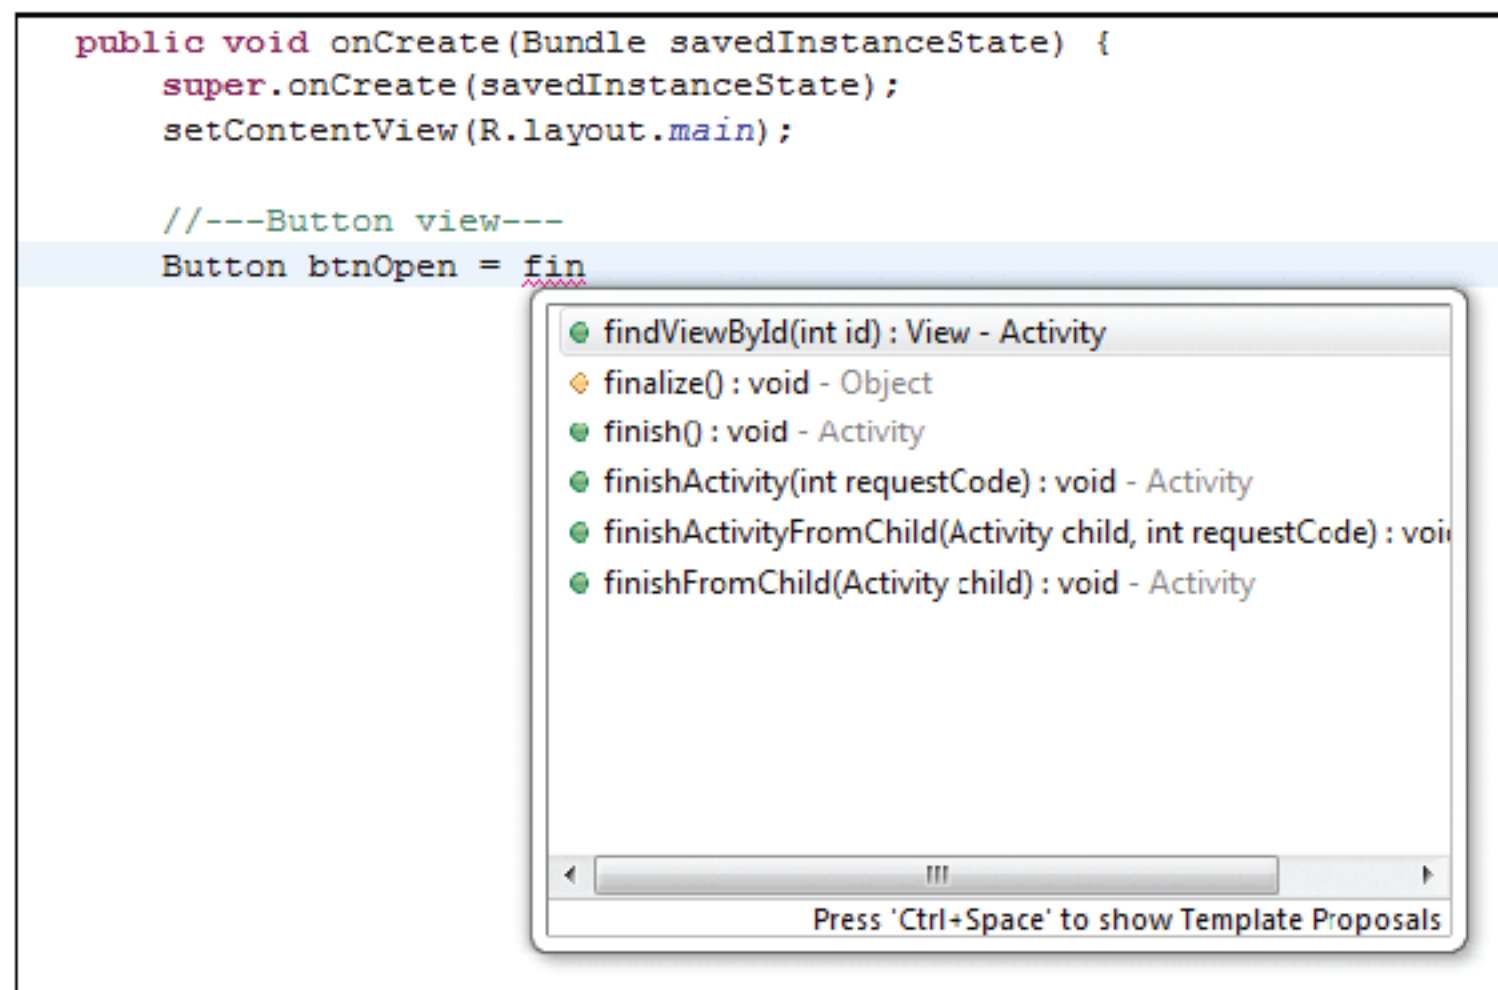 public void onCreate(Bundle savedInstanceState) {
super.onCreate(savedInstanceState);
setContentView(R.layout.main);
//---Button view---
Button btnOpen = fin
findViewById(int id) : View - Activity
finalize() : void - Object
finish() : void - Activity
finishActivity(int requestCode) : void - Activity
finishActivityFromChild(Activity child, int requestCode) : voi
finishFromChild(Activity child) : void - Activity
Press 'Ctrl+Space' to show Template Proposals